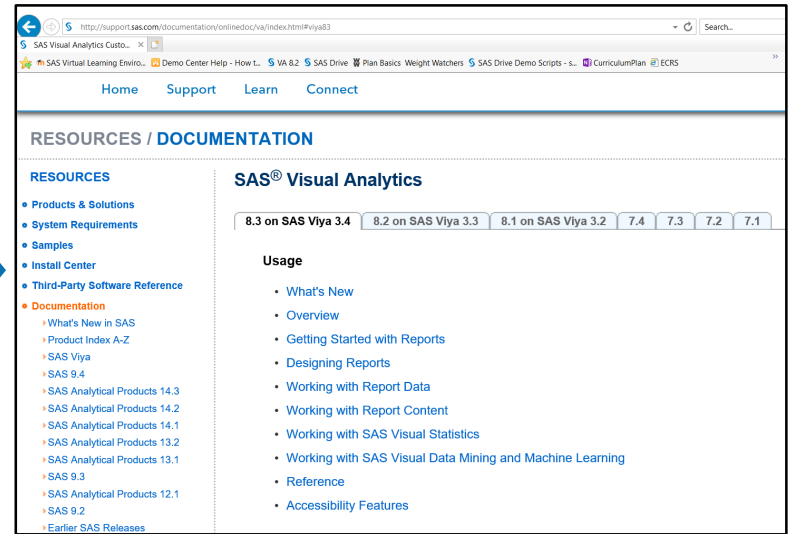 http://support.sas.com/documentation/onlinedoc/va/index.html#viya83
Search...
SAS Visual Analytics Custo...
SAS Virtual Learning Enviro... Demo Center Help - How t... VA 8.2 SAS Drive Plan Basics Weight Watchers SAS Drive Demo Scripts - s... CurriculumPlan ECRS
Home Support Learn Connect
RESOURCES / DOCUMENTATION
RESOURCES
Products & Solutions
System Requirements
Samples
Install Center
Third-Party Software Reference
Documentation
What's New in SAS
Product Index A-Z
SAS Viya
SAS 9.4
SAS Analytical Products 14.3
SAS Analytical Products 14.2
SAS Analytical Products 14.1
SAS Analytical Products 13.2
SAS Analytical Products 13.1
SAS 9.3
SAS Analytical Products 12.1
SAS 9.2
Earlier SAS Releases
SAS® Visual Analytics
8.3 on SAS Viya 3.4 8.2 on SAS Viya 3.3 8.1 on SAS Viya 3.2 7.4 7.3 7.2 7.1
Usage
• What's New
• Overview
• Getting Started with Reports
• Designing Reports
• Working with Report Data
• Working with Report Content
• Working with SAS Visual Statistics
• Working with SAS Visual Data Mining and Machine Learning
• Reference
• Accessibility Features